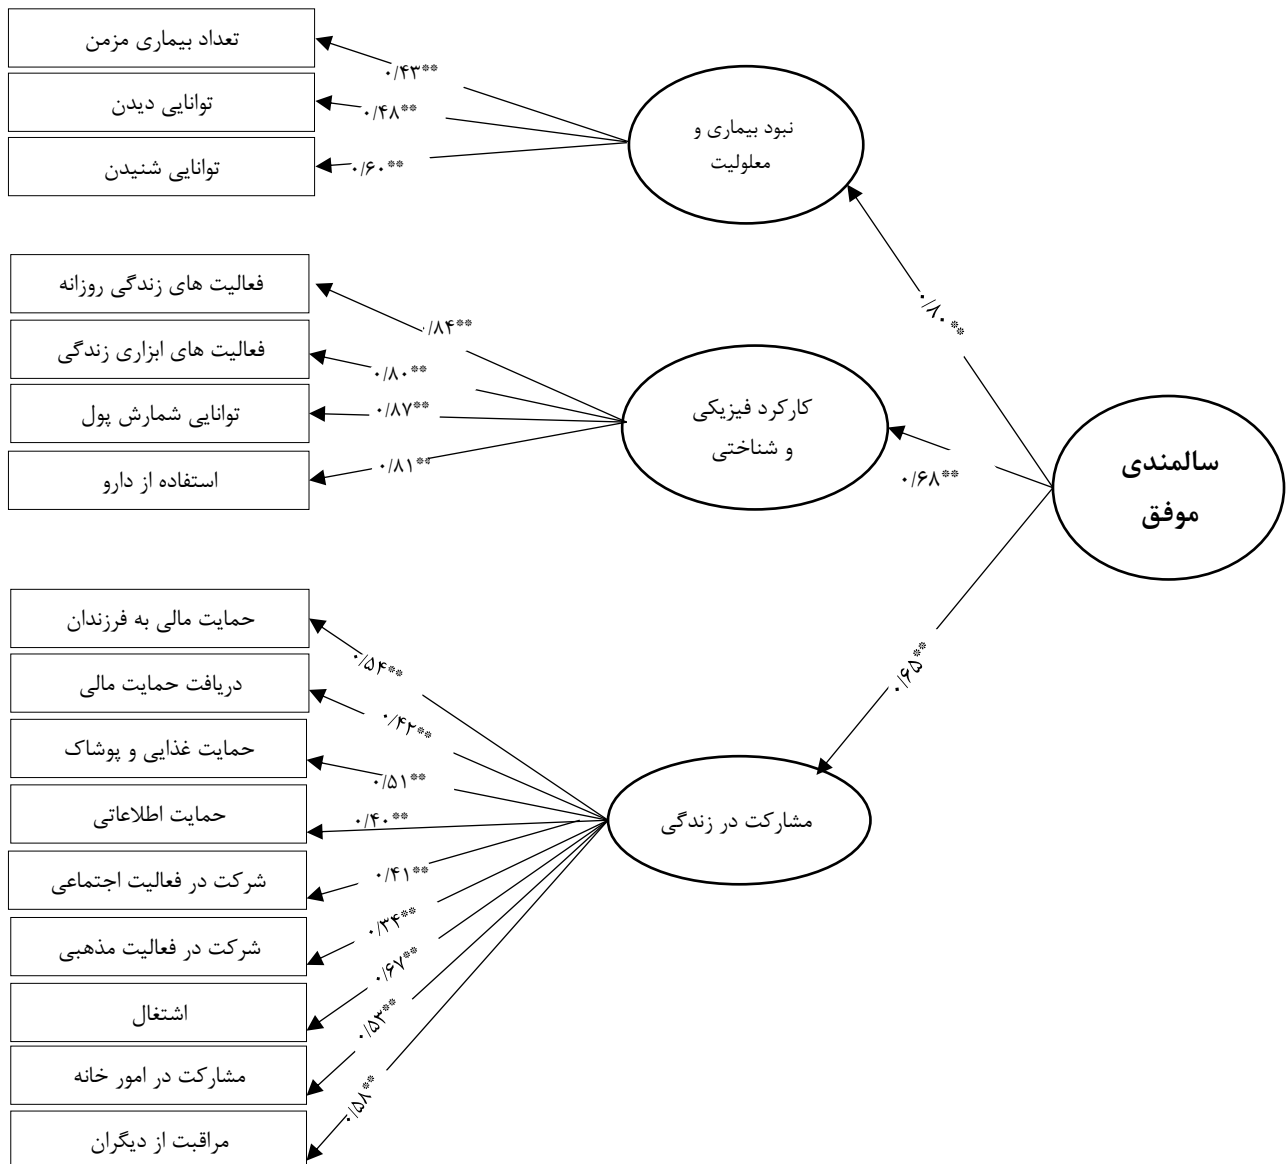 تعداد بیماری مزمن
۰/۴۳**
توانایی دیدن
۰/۴۸**
توانایی شنیدن
۰/۶۰**
نبود بیماری و
معلولیت
۰/۸۰**
فعالیت های زندگی روزانه
۰/۸۴**
فعالیت های ابزاری زندگی
۰/۸۰**
توانایی شمارش پول
۰/۸۷**
استفاده از دارو
۰/۸۱**
کارکرد فیزیکی
و شناختی
۰/۶۸**
سالمندی
موفق
۰/۶۵**
حمایت مالی به فرزندان
۰/۵۴**
دریافت حمایت مالی
۰/۴۲**
حمایت غذایی و پوشاک
۰/۵۱**
حمایت اطلاعاتی
۰/۴۰**
شرکت در فعالیت اجتماعی
۰/۴۱**
شرکت در فعالیت مذهبی
۰/۳۴**
اشتغال
۰/۶۷**
مشارکت در امور خانه
۰/۵۳**
مراقبت از دیگران
۰/۵۸**
مشارکت در زندگی